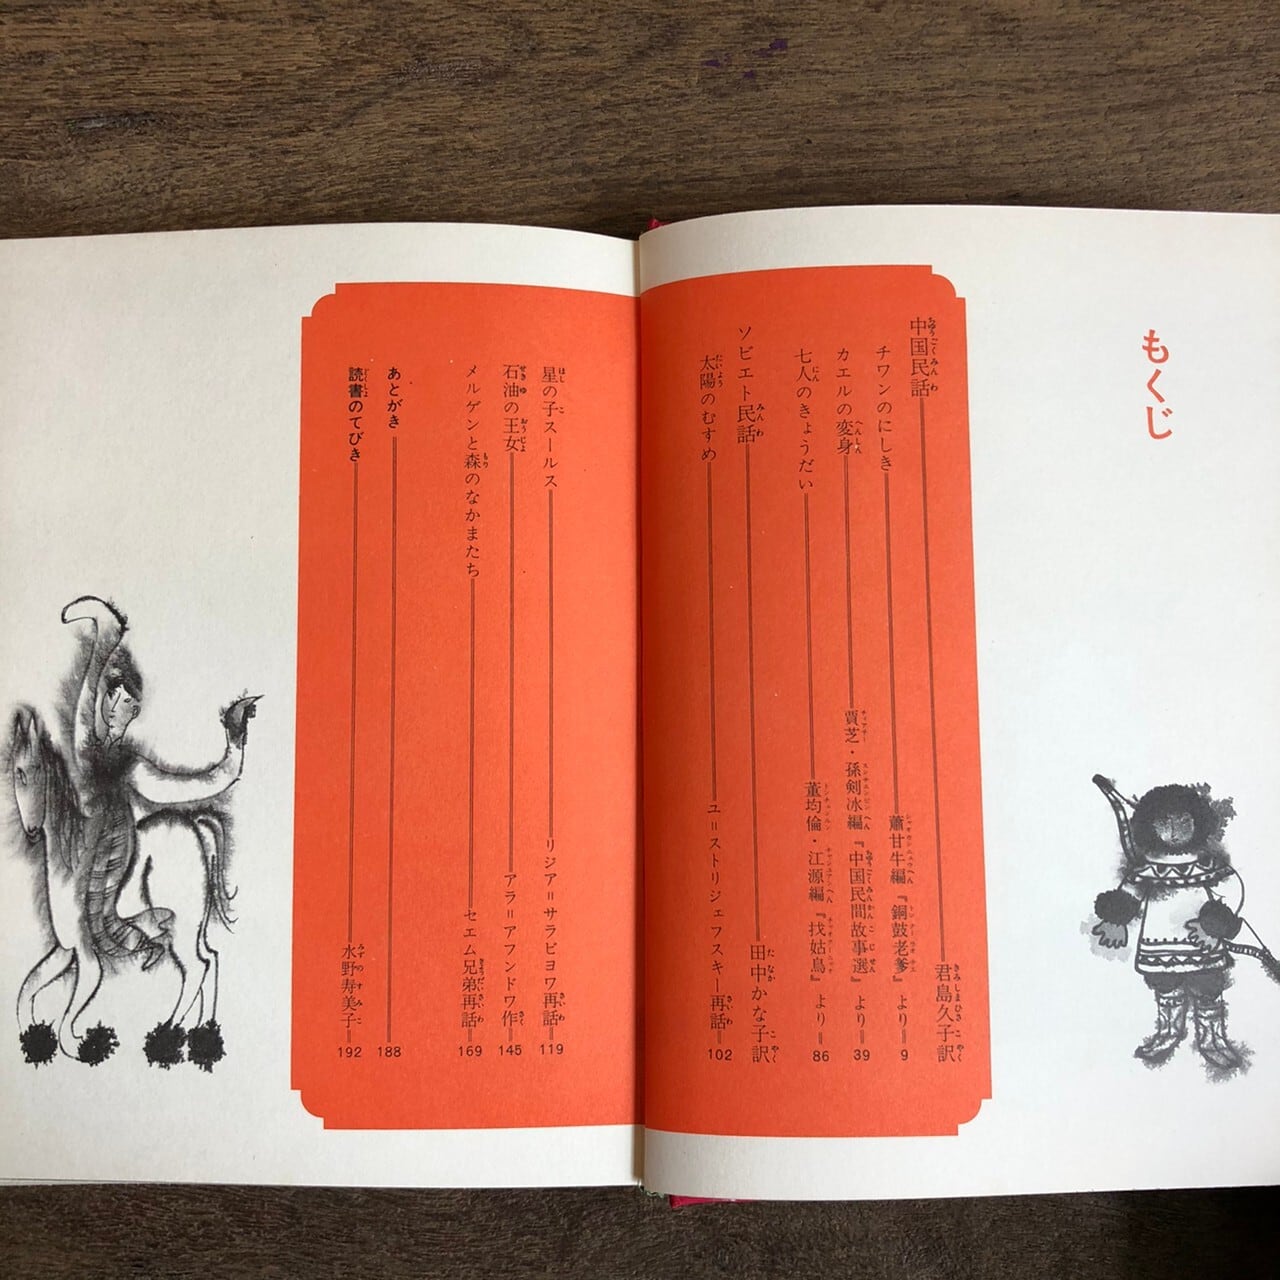 もくじ
中国民話 君島久子訳
チワンのにしき 蕭甘牛編『銅鼓老爹』より 9
カエルの変身 賈芝・孫剣冰編『中国民間故事選』より 39
七人のきょうだい 董均倫・江源編『找姑鳥』より 86
ソビエト民話 田中かな子訳
太陽のむすめ ユ=ストリジェフスキー再話 102
星の子スールス リジア=サラビヨワ再話 119
石油の王女 アラ=アフンドワ作 145
メルゲンと森のなかまたち セエム兄弟再話 169
あとがき 188
読書のてびき 水野寿美子 192